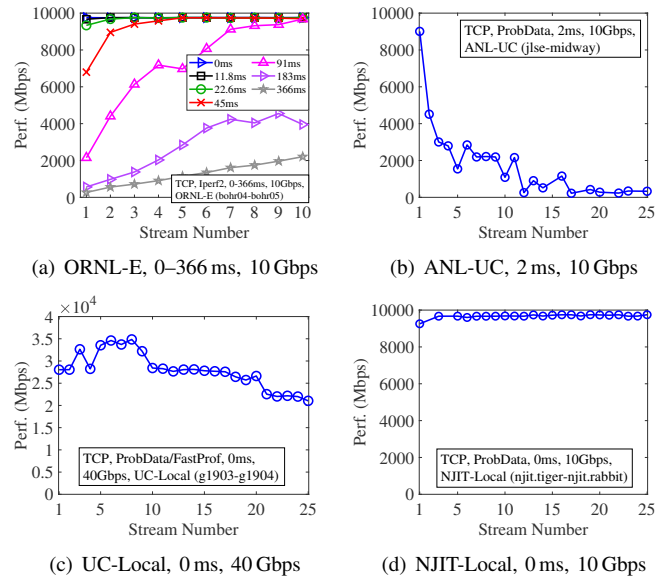 10000
8000
6000
4000
2000
0
Perf. (Mbps)
0ms
11.8ms
22.6ms
45ms
91ms
183ms
366ms
TCP, Iperf2, 0-366ms, 10Gbps,
ORNL-E (bohr04-bohr05)
1 2 3 4 5 6 7 8 9 10
Stream Number
(a) ORNL-E, 0–366 ms, 10 Gbps
10000
8000
6000
4000
2000
0
Perf. (Mbps)
TCP, ProbData, 2ms, 10Gbps,
ANL-UC (jlse-midway)
1 5 10 15 20 25
Stream Number
(b) ANL-UC, 2 ms, 10 Gbps
× 10⁴
4
3.5
3
2.5
2
1.5
1
0.5
0
Perf. (Mbps)
TCP, ProbData/FastProf, 0ms,
40Gbps, UC-Local (g1903-g1904)
1 5 10 15 20 25
Stream Number
(c) UC-Local, 0 ms, 40 Gbps
10000
8000
6000
4000
2000
0
Perf. (Mbps)
TCP, ProbData, 0ms, 10Gbps,
NJIT-Local (njit.tiger-njit.rabbit)
1 5 10 15 20 25
Stream Number
(d) NJIT-Local, 0 ms, 10 Gbps